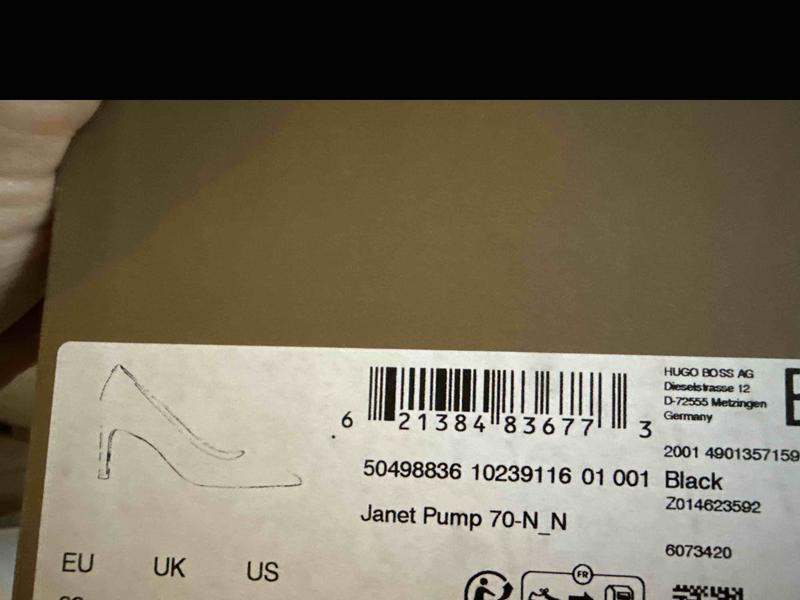 6 21384 83677 3
50498836 10239116 01 001
Janet Pump 70-N_N
HUGO BOSS AG
Dieselstrasse 12
D-72555 Metzingen
Germany
2001 4901357159
Black
Z014623592
6073420
EU UK US
FR